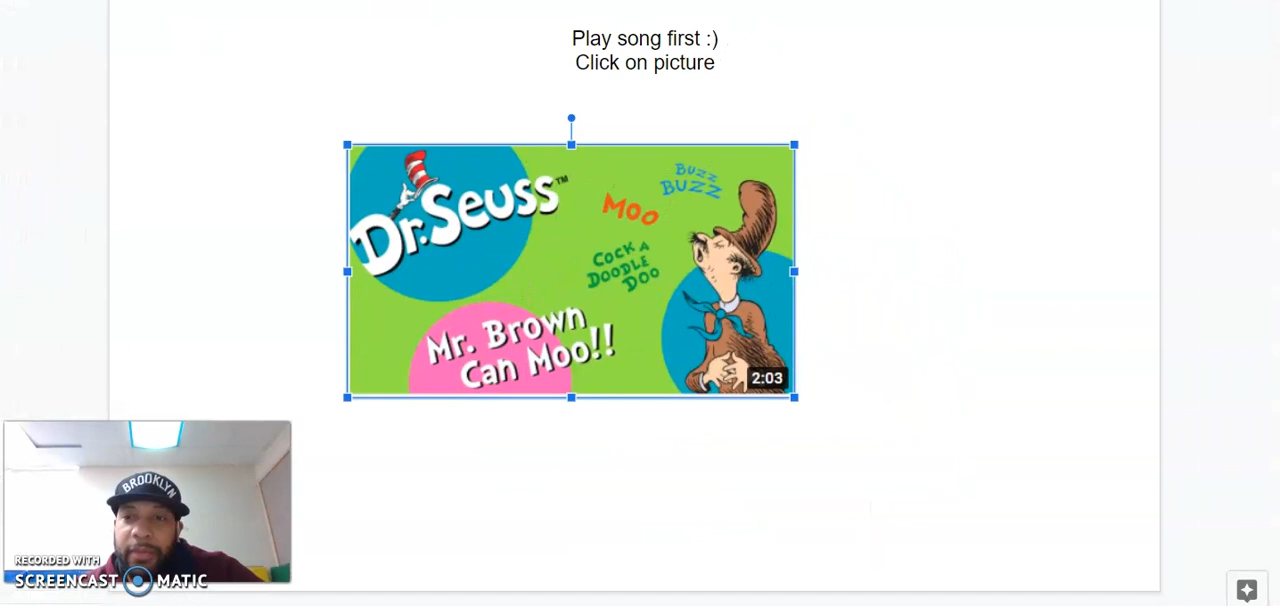 Play song first :)
Click on picture
Dr. Seuss™
BUZZ
BUZZ
MOO
COCK A
DOODLE
DOO
Mr. Brown
Can Moo!!
2:03
BROOKLYN
RECORDED WITH
SCREENCAST MATIC